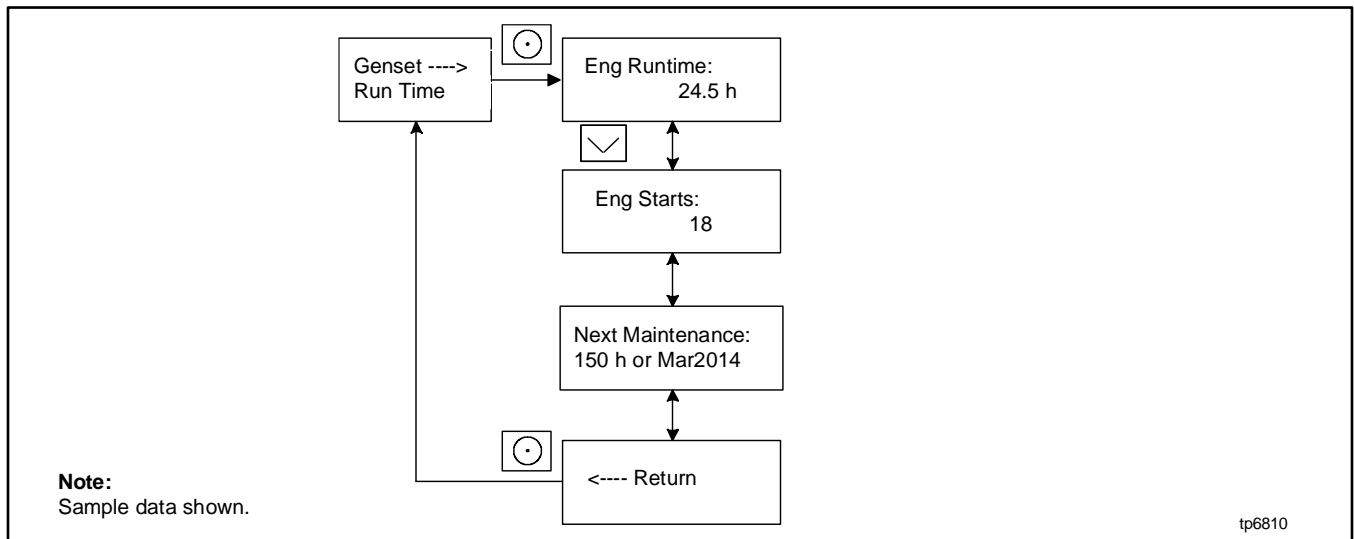 Genset ---->
Run Time
Eng Runtime:
24.5 h
Eng Starts:
18
Next Maintenance:
150 h or Mar2014
<---- Return
Note:
Sample data shown.
tp6810